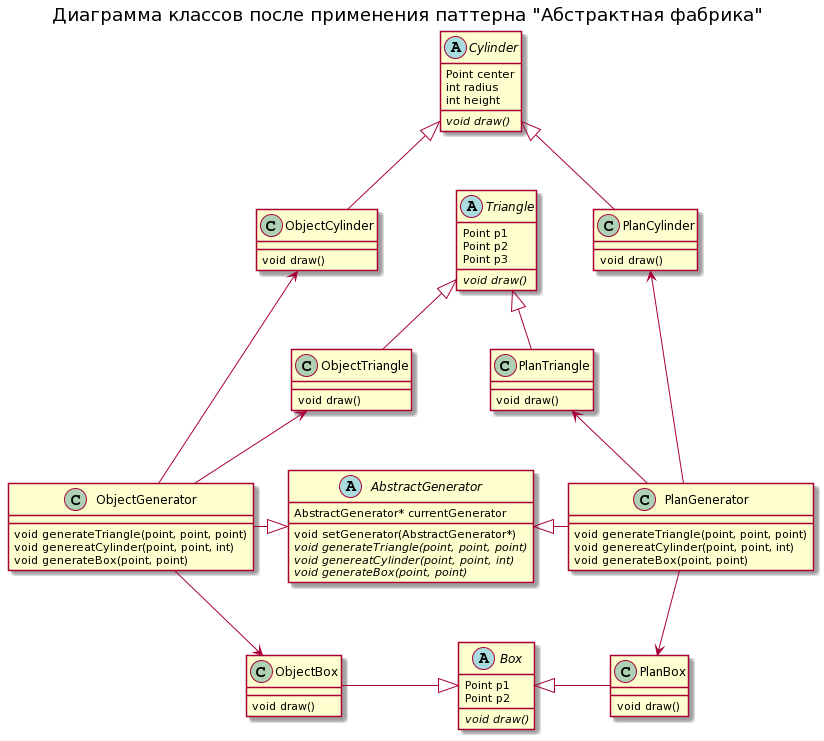 Диаграмма классов после применения паттерна "Абстрактная фабрика"
A Cylinder
Point center
int radius
int height
void draw()
C ObjectCylinder
void draw()
A Triangle
Point p1
Point p2
Point p3
void draw()
C PlanCylinder
void draw()
C ObjectTriangle
void draw()
C PlanTriangle
void draw()
C ObjectGenerator
void generateTriangle(point, point, point)
void genereatCylinder(point, point, int)
void generateBox(point, point)
A AbstractGenerator
AbstractGenerator* currentGenerator
void setGenerator(AbstractGenerator*)
void generateTriangle(point, point, point)
void genereatCylinder(point, point, int)
void generateBox(point, point)
C PlanGenerator
void generateTriangle(point, point, point)
void genereatCylinder(point, point, int)
void generateBox(point, point)
C ObjectBox
void draw()
A Box
Point p1
Point p2
void draw()
C PlanBox
void draw()